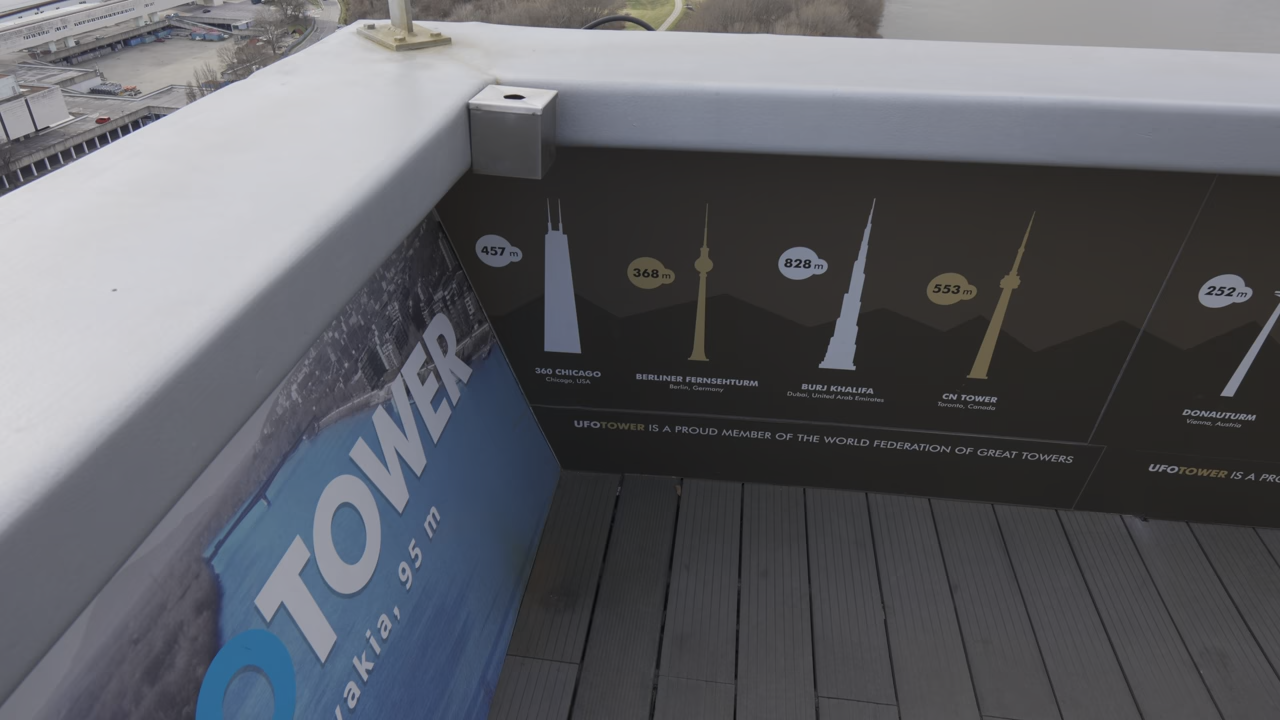 457 m
360 CHICAGO
Chicago, USA
368 m
BERLINER FERNSEHTURM
Berlin, Germany
828 m
BURJ KHALIFA
Dubai, United Arab Emirates
553 m
CN TOWER
Toronto, Canada
252 m
DONAUTURM
Vienna, Austria
UFOTOWER IS A PROUD MEMBER OF THE WORLD FEDERATION OF GREAT TOWERS
UFOTOWER IS A
TOWER
vakia, 95 m